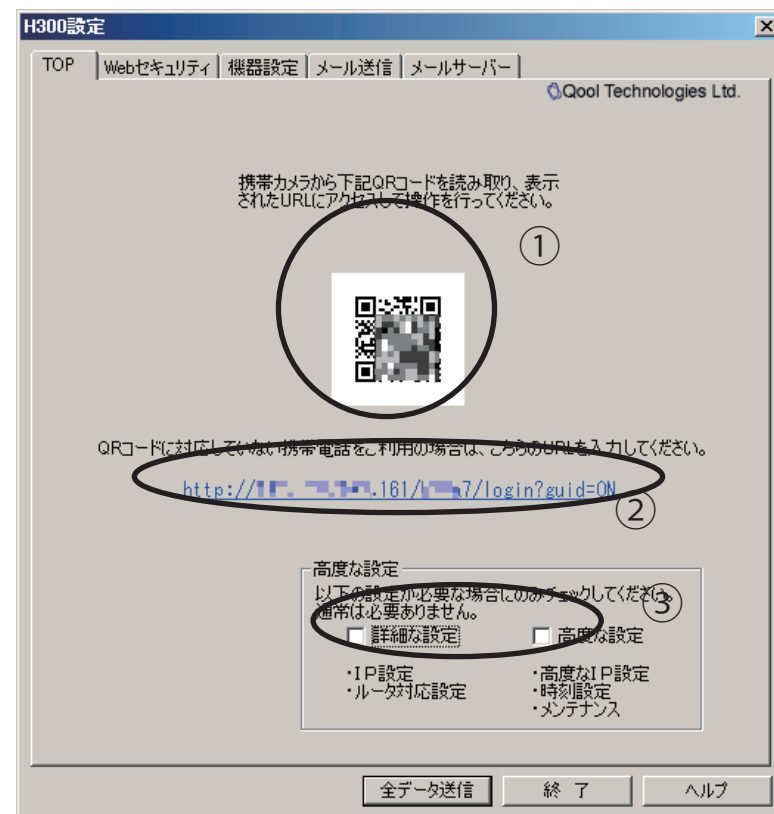 H300設定
TOP Webセキュリティ 機器設定 メール送信 メールサーバー
Qool Technologies Ltd.
携帯カメラから下記QRコードを読み取り、表示
されたURLにアクセスして操作を行ってください。
①
QRコードに対応していない携帯電話をご利用の場合は、こちらのURLを入力してください。
http:// .161/ 7/login?guid=ON
②
高度な設定
以下の設定が必要な場合にのみチェックしてください。
通常は必要ありません。
③
詳細な設定 高度な設定
・IP設定 ・高度なIP設定
・ルータ対応設定 ・時刻設定
・メンテナンス
全データ送信 終 了 ヘルプ